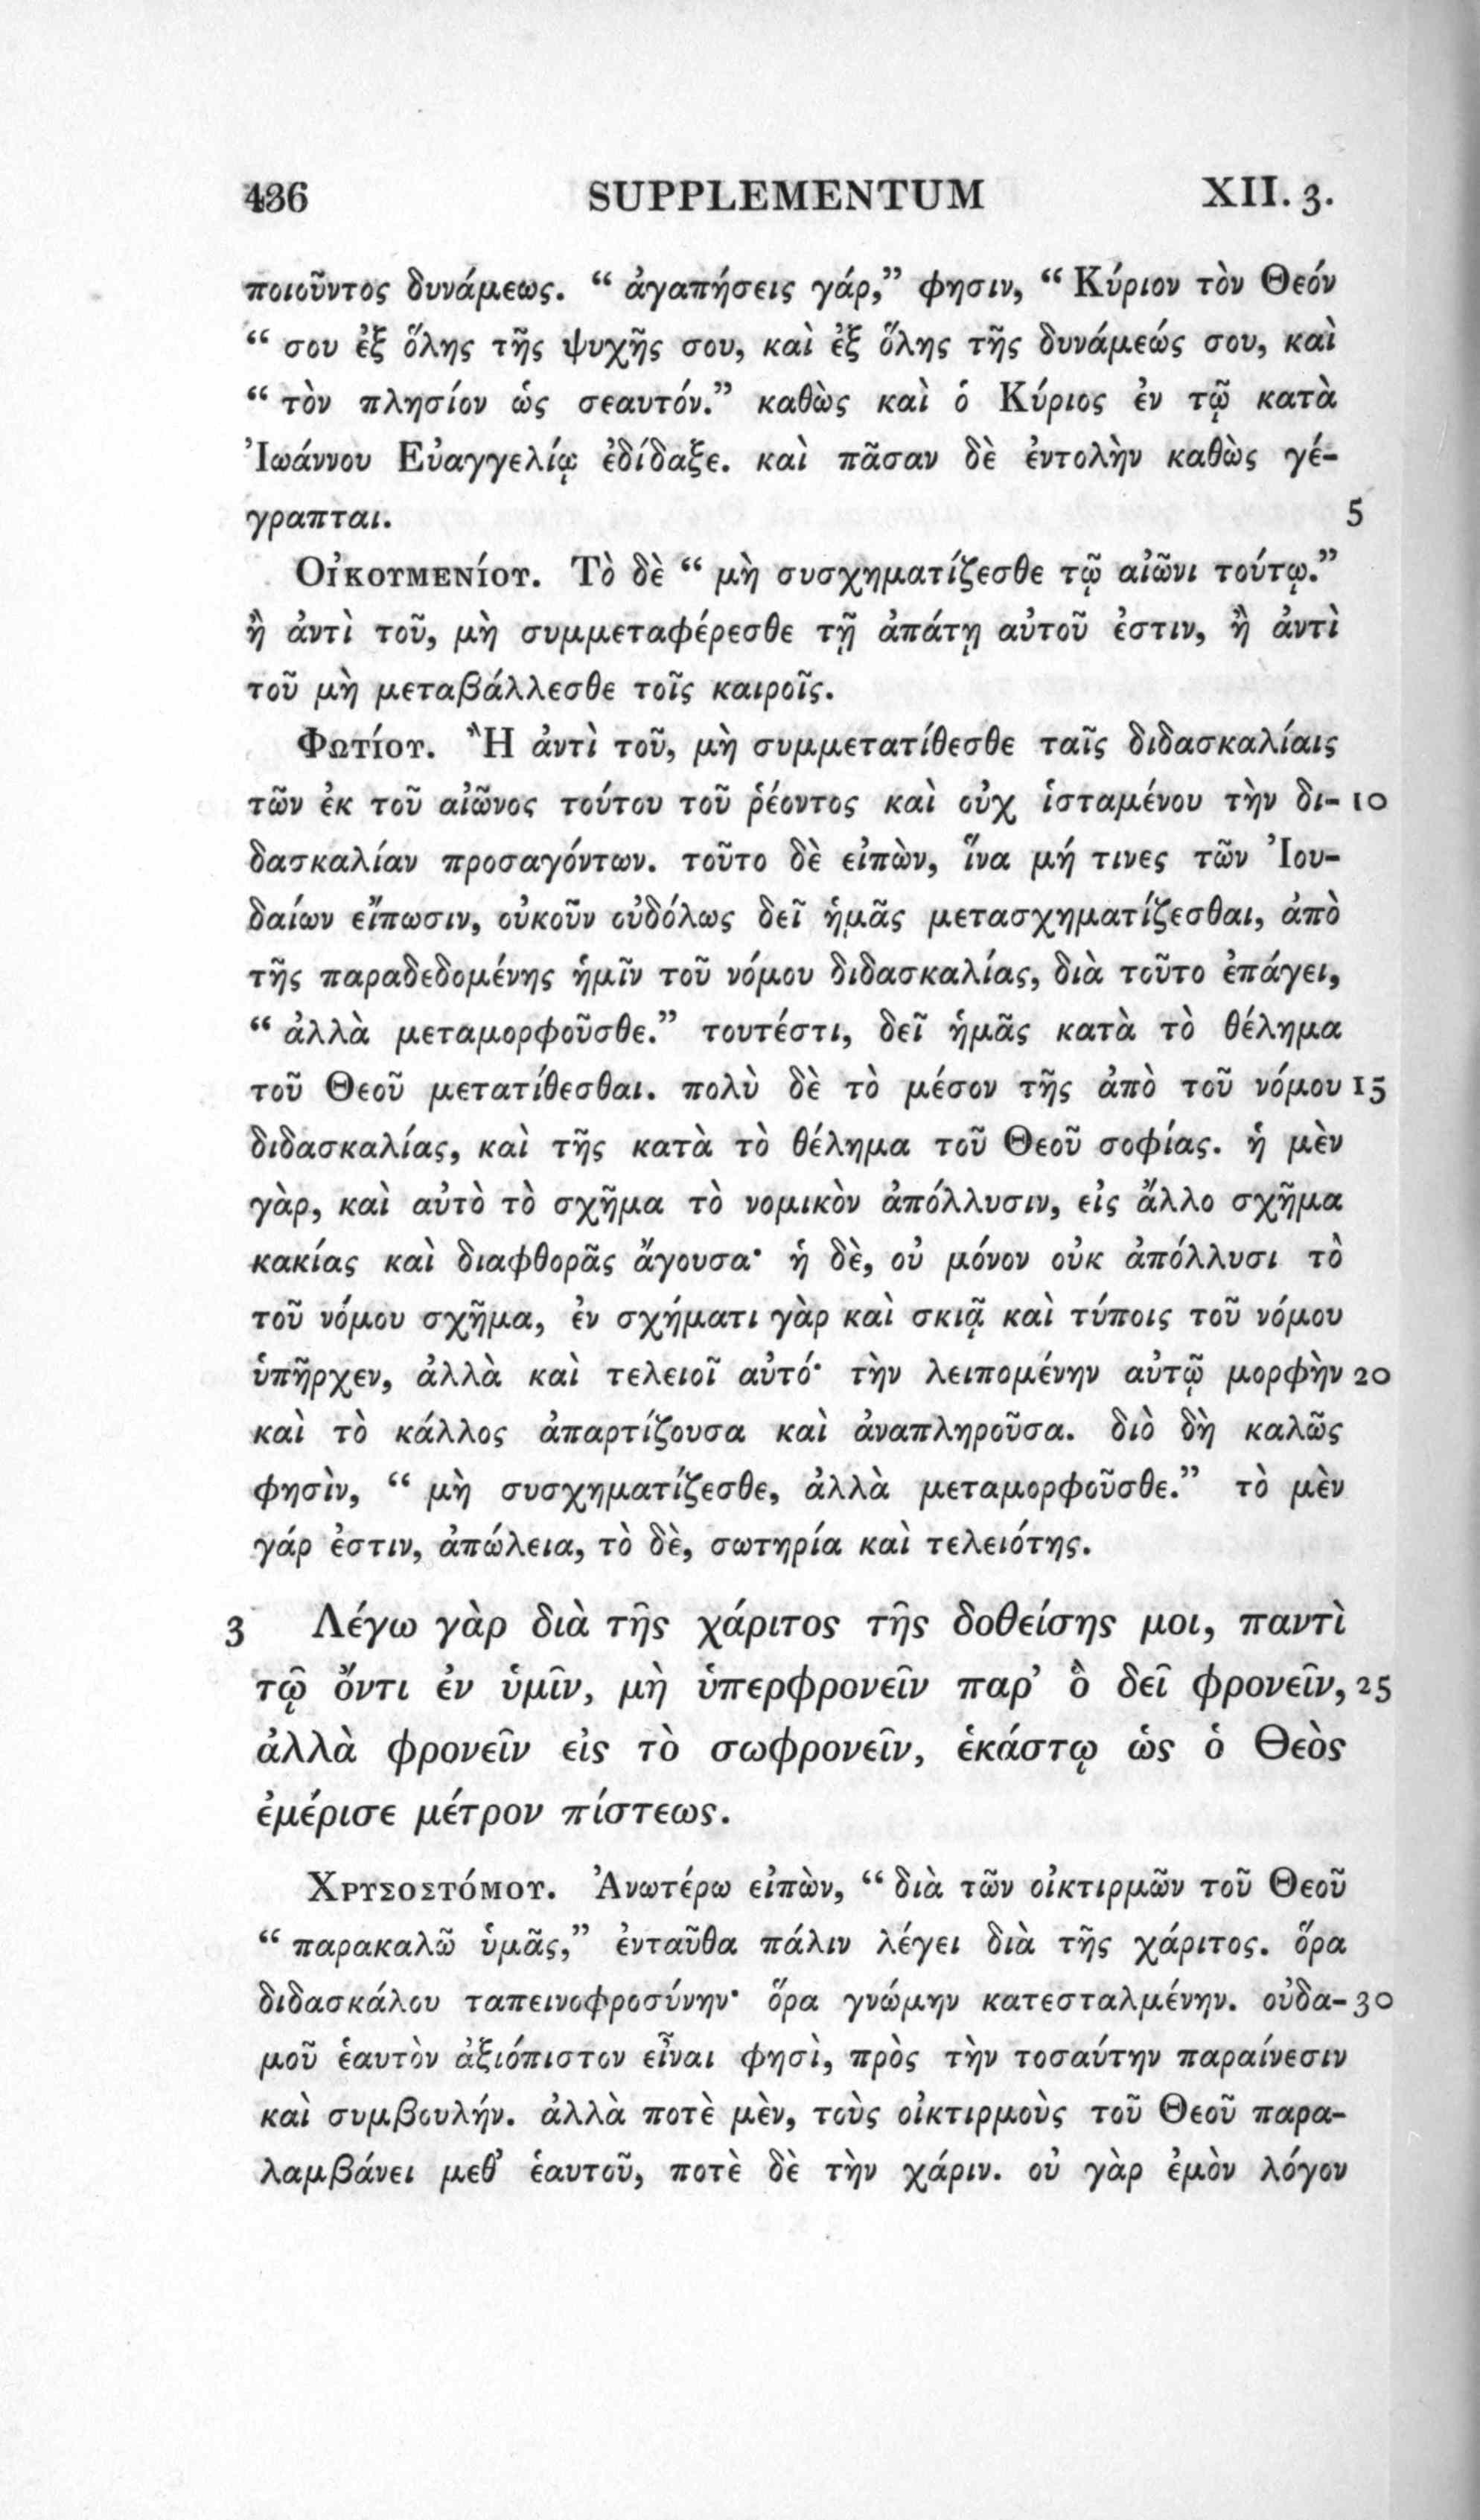 436 SUPPLEMENTUM XII. 3.
ποιοῦντος δυνάμεως. “ ἀγαπήσεις γάρ,” φησιν, “ Κύριον τὸν Θεόν
“ σου ἐξ ὅλης τῆς ψυχῆς σου, καὶ ἐξ ὅλης τῆς δυνάμεώς σου, καὶ
“ τὸν πλησίον ὡς σεαυτόν.” καθὼς καὶ ὁ Κύριος ἐν τῷ κατὰ
Ἰωάννου Εὐαγγελίῳ ἐδίδαξε. καὶ πᾶσαν δὲ ἐντολὴν καθὼς γέ-
γραπται. 5
Οἰκουμενίου. Τὸ δὲ “ μὴ συσχηματίζεσθε τῷ αἰῶνι τούτῳ.”
ἢ ἀντὶ τοῦ, μὴ συμμεταφέρεσθε τῇ ἀπάτῃ αὐτοῦ ἐστιν, ἢ ἀντὶ
τοῦ μὴ μεταβάλλεσθε τοῖς καιροῖς.
Φωτίου. Ἢ ἀντὶ τοῦ, μὴ συμμετατίθεσθε ταῖς διδασκαλίαις
τῶν ἐκ τοῦ αἰῶνος τούτου τοῦ ῥέοντος καὶ οὐχ ἱσταμένου τὴν δι- 10
δασκαλίαν προσαγόντων. τοῦτο δὲ εἰπὼν, ἵνα μή τινες τῶν Ἰου-
δαίων εἴπωσιν, οὐκοῦν οὐδόλως δεῖ ἡμᾶς μετασχηματίζεσθαι, ἀπὸ
τῆς παραδεδομένης ἡμῖν τοῦ νόμου διδασκαλίας, διὰ τοῦτο ἐπάγει,
“ ἀλλὰ μεταμορφοῦσθε.” τουτέστι, δεῖ ἡμᾶς κατὰ τὸ θέλημα
τοῦ Θεοῦ μετατίθεσθαι. πολὺ δὲ τὸ μέσον τῆς ἀπὸ τοῦ νόμου 15
διδασκαλίας, καὶ τῆς κατὰ τὸ θέλημα τοῦ Θεοῦ σοφίας. ἡ μὲν
γὰρ, καὶ αὐτὸ τὸ σχῆμα τὸ νομικὸν ἀπόλλυσιν, εἰς ἄλλο σχῆμα
κακίας καὶ διαφθορᾶς ἄγουσα· ἡ δὲ, οὐ μόνον οὐκ ἀπόλλυσι τὸ
τοῦ νόμου σχῆμα, ἐν σχήματι γὰρ καὶ σκιᾷ καὶ τύποις τοῦ νόμου
ὑπῆρχεν, ἀλλὰ καὶ τελειοῖ αὐτό· τὴν λειπομένην αὐτῷ μορφὴν 20
καὶ τὸ κάλλος ἀπαρτίζουσα καὶ ἀναπληροῦσα. διὸ δὴ καλῶς
φησὶν, “ μὴ συσχηματίζεσθε, ἀλλὰ μεταμορφοῦσθε.” τὸ μὲν
γάρ ἐστιν, ἀπώλεια, τὸ δὲ, σωτηρία καὶ τελειότης.
3 Λέγω γὰρ διὰ τῆς χάριτος τῆς δοθείσης μοι, παντὶ
τῷ ὄντι ἐν ὑμῖν, μὴ ὑπερφρονεῖν παρ’ ὃ δεῖ φρονεῖν, 25
ἀλλὰ φρονεῖν εἰς τὸ σωφρονεῖν, ἑκάστῳ ὡς ὁ Θεὸς
ἐμέρισε μέτρον πίστεως.
Χρυσοστόμου. Ἀνωτέρω εἰπὼν, “ διὰ τῶν οἰκτιρμῶν τοῦ Θεοῦ
“ παρακαλῶ ὑμᾶς,” ἐνταῦθα πάλιν λέγει διὰ τῆς χάριτος. ὅρα
διδασκάλου ταπεινοφροσύνην· ὅρα γνώμην κατεσταλμένην. οὐδα- 30
μοῦ ἑαυτὸν ἀξιόπιστον εἶναι φησὶ, πρὸς τὴν τοσαύτην παραίνεσιν
καὶ συμβουλήν. ἀλλὰ ποτὲ μὲν, τοὺς οἰκτιρμοὺς τοῦ Θεοῦ παρα-
λαμβάνει μεθ’ ἑαυτοῦ, ποτὲ δὲ τὴν χάριν. οὐ γὰρ ἐμὸν λόγον